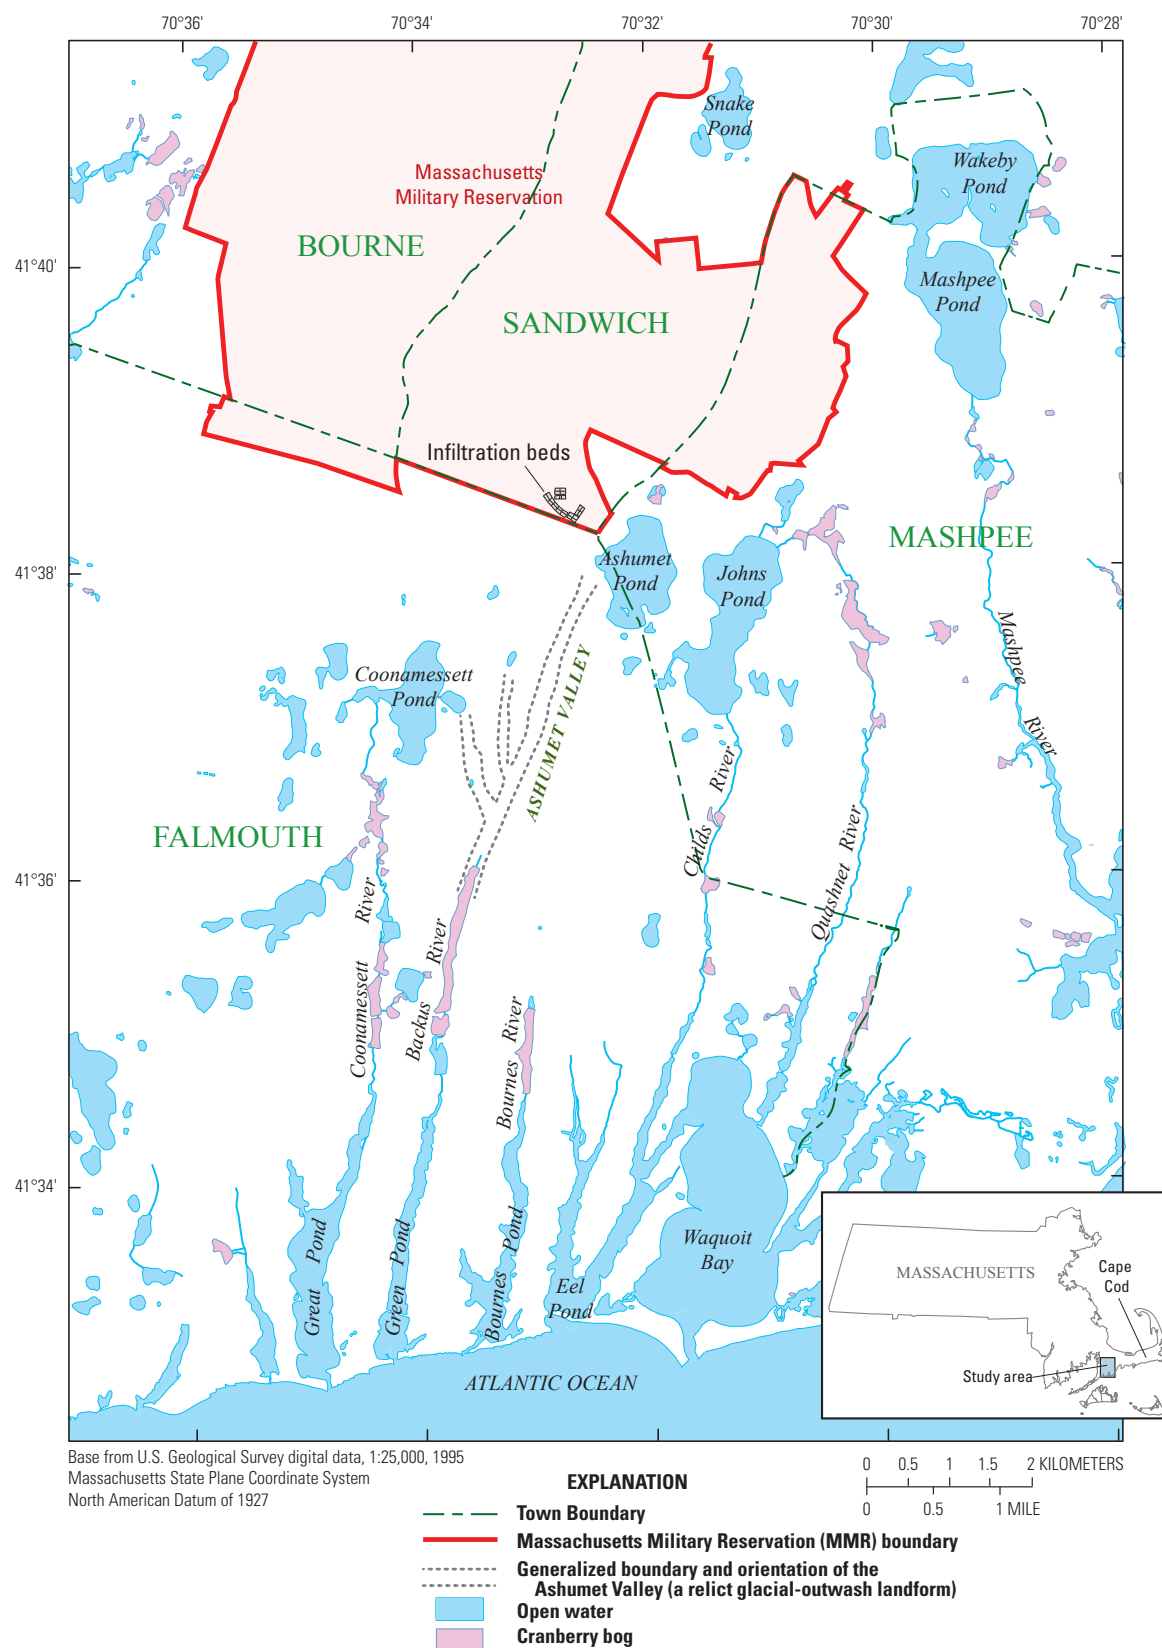 70°36'
70°34'
70°32'
70°30'
70°28'
Snake
Pond
Wakeby
Pond
Massachusetts
Military Reservation
BOURNE
41°40'
Mashpee
Pond
SANDWICH
Infiltration beds
MASHPEE
41°38'
Ashumet
Pond
Johns
Pond
Mashpee
River
Coonamessett
Pond
ASHUMET VALLEY
FALMOUTH
Childs River
Quashnet River
41°36'
Coonamessett River
Backus River
Bournes River
41°34'
Great Pond
Green Pond
Bournes Pond
Eel
Pond
Waquoit
Bay
MASSACHUSETTS
Cape
Cod
Study area
ATLANTIC OCEAN
Base from U.S. Geological Survey digital data, 1:25,000, 1995
Massachusetts State Plane Coordinate System
North American Datum of 1927
0 0.5 1 1.5 2 KILOMETERS
0 0.5 1 MILE
EXPLANATION
Town Boundary
Massachusetts Military Reservation (MMR) boundary
Generalized boundary and orientation of the
Ashumet Valley (a relict glacial-outwash landform)
Open water
Cranberry bog